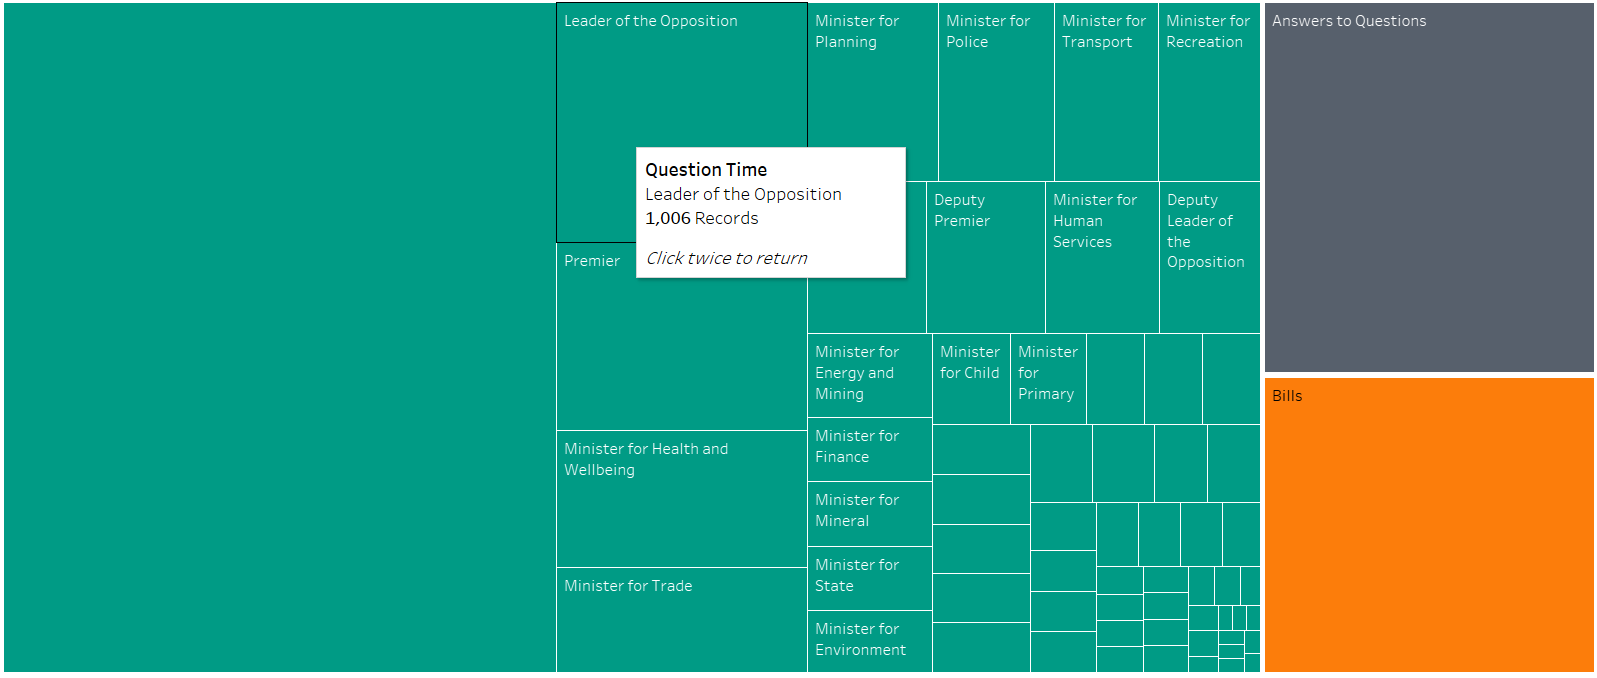 Leader of the Opposition
Minister for
Planning
Minister for
Police
Minister for
Transport
Minister for
Recreation
Answers to Questions
Question Time
Leader of the Opposition
1,006 Records
Click twice to return
Deputy
Premier
Minister for
Human
Services
Deputy
Leader of
the
Opposition
Premier
Minister for
Energy and
Mining
Minister
for Child
Minister
for
Primary
Bills
Minister for Health and
Wellbeing
Minister for
Finance
Minister for
Mineral
Minister for
State
Minister for Trade
Minister for
Environment